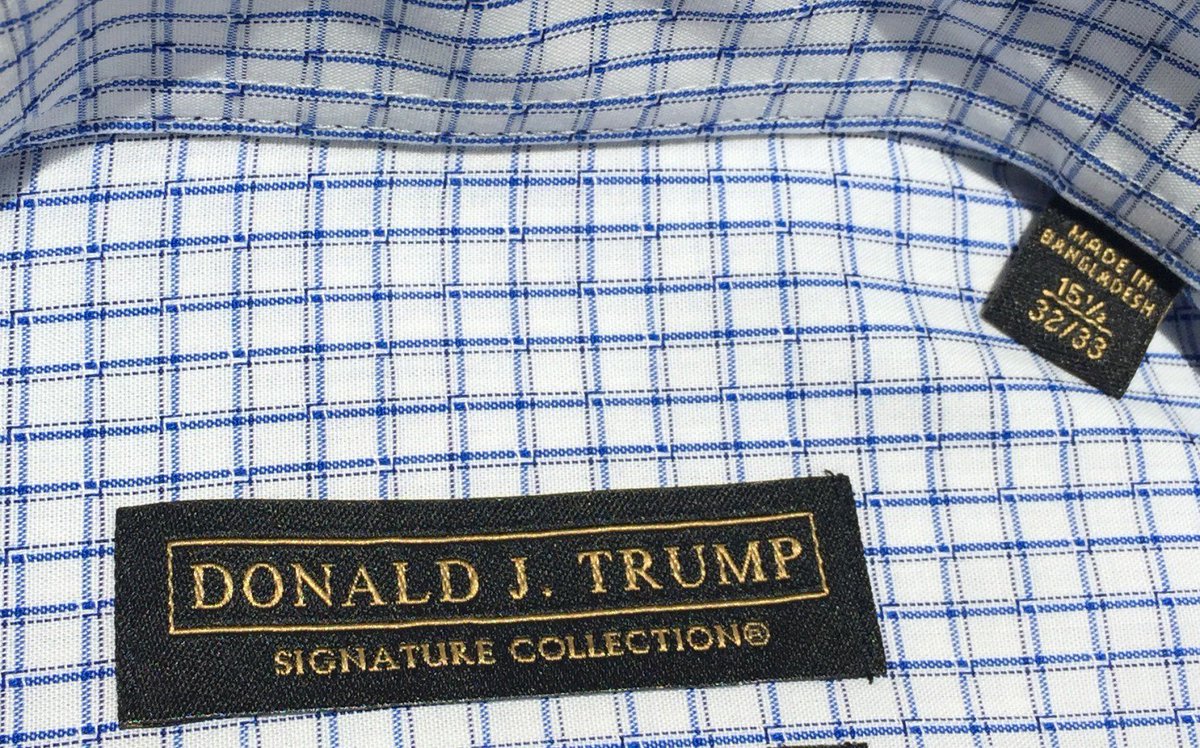 MADE IN
BANGLADESH
15½
32/33
DONALD J. TRUMP
SIGNATURE COLLECTION®